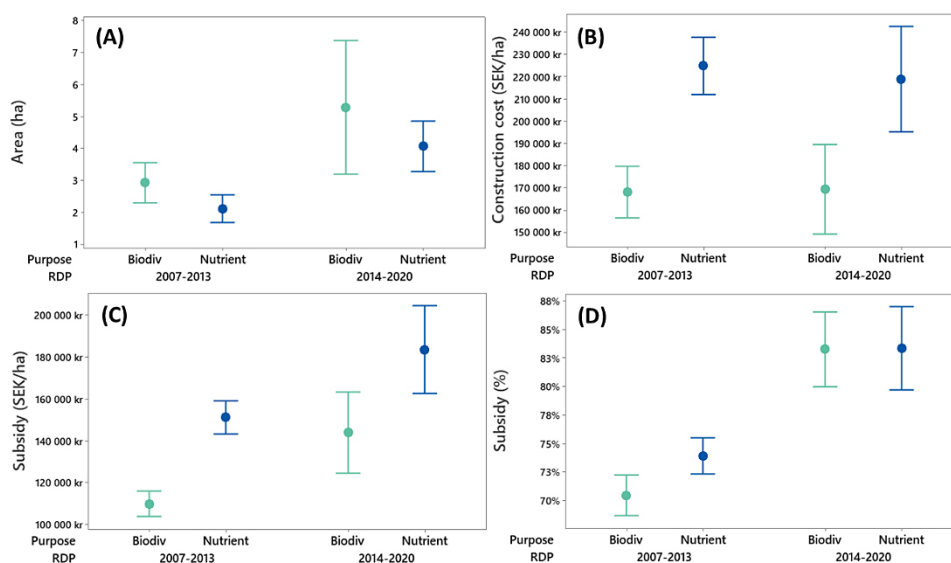 (A)
Area (ha)
8
7
6
5
4
3
2
1
Purpose Biodiv Nutrient Biodiv Nutrient
RDP 2007-2013 2014-2020
(B)
Construction cost (SEK/ha)
240 000 kr
230 000 kr
220 000 kr
210 000 kr
200 000 kr
190 000 kr
180 000 kr
170 000 kr
160 000 kr
150 000 kr
Purpose Biodiv Nutrient Biodiv Nutrient
RDP 2007-2013 2014-2020
(C)
Subsidy (SEK/ha)
200 000 kr
180 000 kr
160 000 kr
140 000 kr
120 000 kr
100 000 kr
Purpose Biodiv Nutrient Biodiv Nutrient
RDP 2007-2013 2014-2020
(D)
Subsidy (%)
88%
85%
83%
80%
78%
75%
73%
70%
Purpose Biodiv Nutrient Biodiv Nutrient
RDP 2007-2013 2014-2020